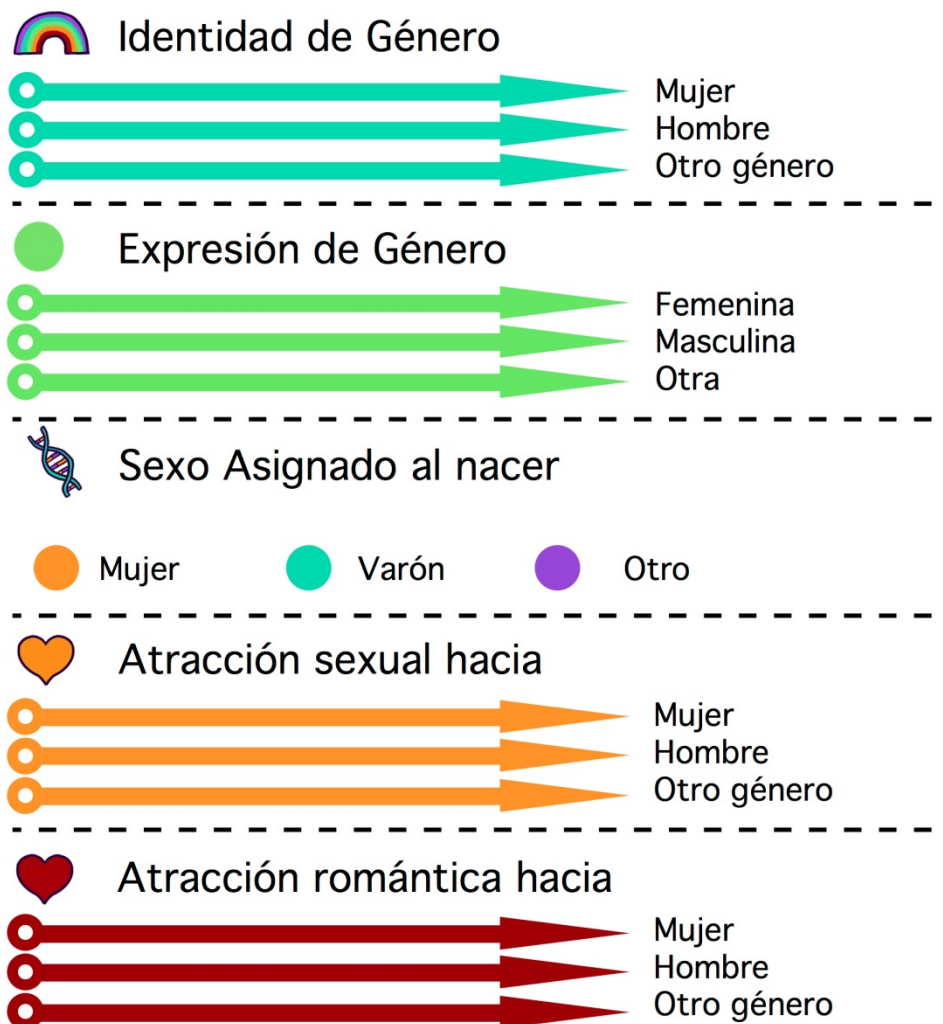 Identidad de Género
Mujer
Hombre
Otro género
Expresión de Género
Femenina
Masculina
Otra
Sexo Asignado al nacer
Mujer Varón Otro
Atracción sexual hacia
Mujer
Hombre
Otro género
Atracción romántica hacia
Mujer
Hombre
Otro género